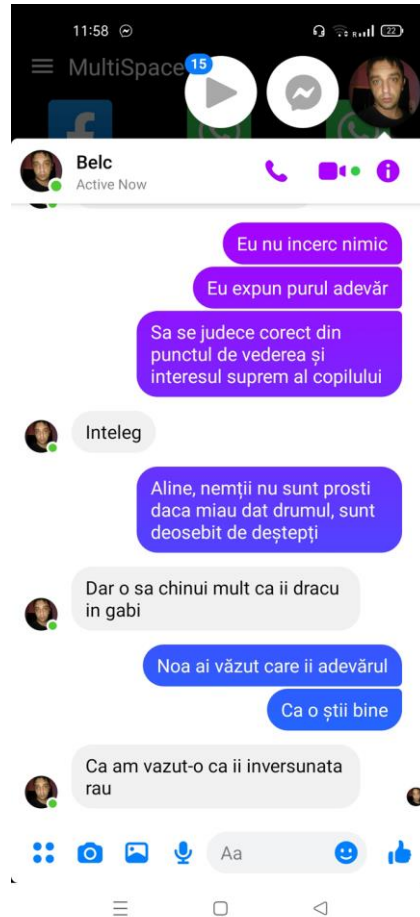 11:58
22
MultiSpace
15
Belc
Active Now
Eu nu incerc nimic
Eu expun purul adevăr
Sa se judece corect din
punctul de vederea și
interesul suprem al copilului
Inteleg
Aline, nemții nu sunt prosti
daca miau dat drumul, sunt
deosebit de deștepți
Dar o sa chinui mult ca ii dracu
in gabi
Noa ai văzut care ii adevărul
Ca o știi bine
Ca am vazut-o ca ii inversunata
rau
Aa